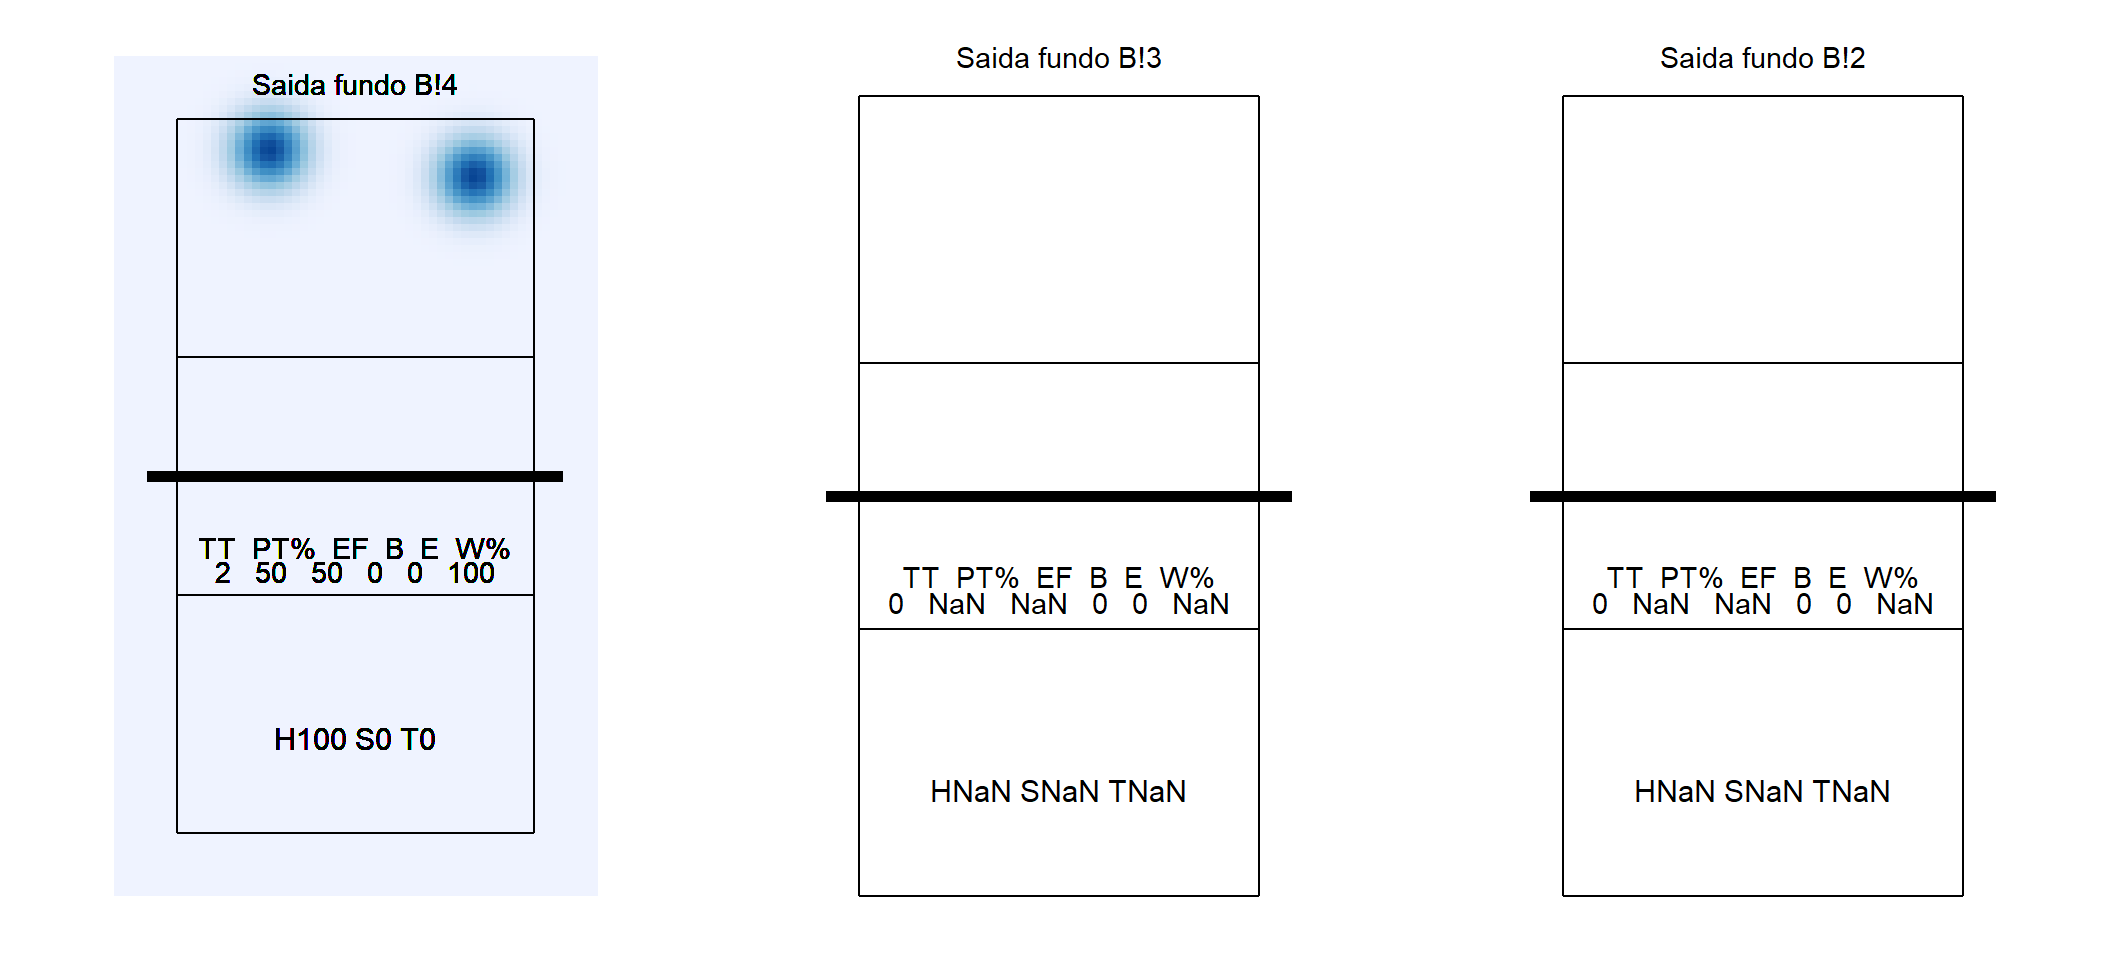 Saida fundo B!4
TT PT% EF B E W%
2 50 50 0 0 100
H100 S0 T0
Saida fundo B!3
TT PT% EF B E W%
0 NaN NaN 0 0 NaN
HNaN SNaN TNaN
Saida fundo B!2
TT PT% EF B E W%
0 NaN NaN 0 0 NaN
HNaN SNaN TNaN